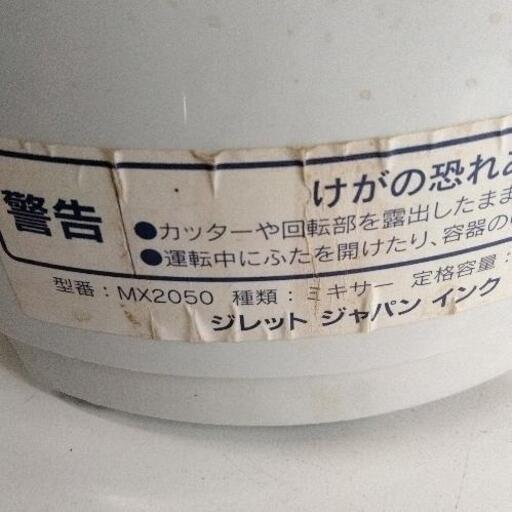 警告
けがの恐れあ
●カッターや回転部を露出したまま
●運転中にふたを開けたり、容器の
型番：MX2050 種類：ミキサー 定格容量：
ジレット ジャパン インク